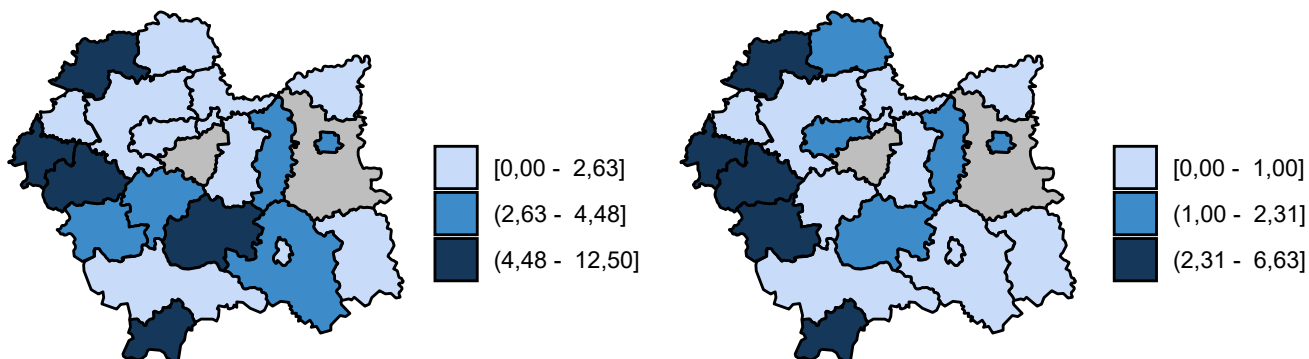 [0,00 - 2,63]
(2,63 - 4,48]
(4,48 - 12,50]
[0,00 - 1,00]
(1,00 - 2,31]
(2,31 - 6,63]